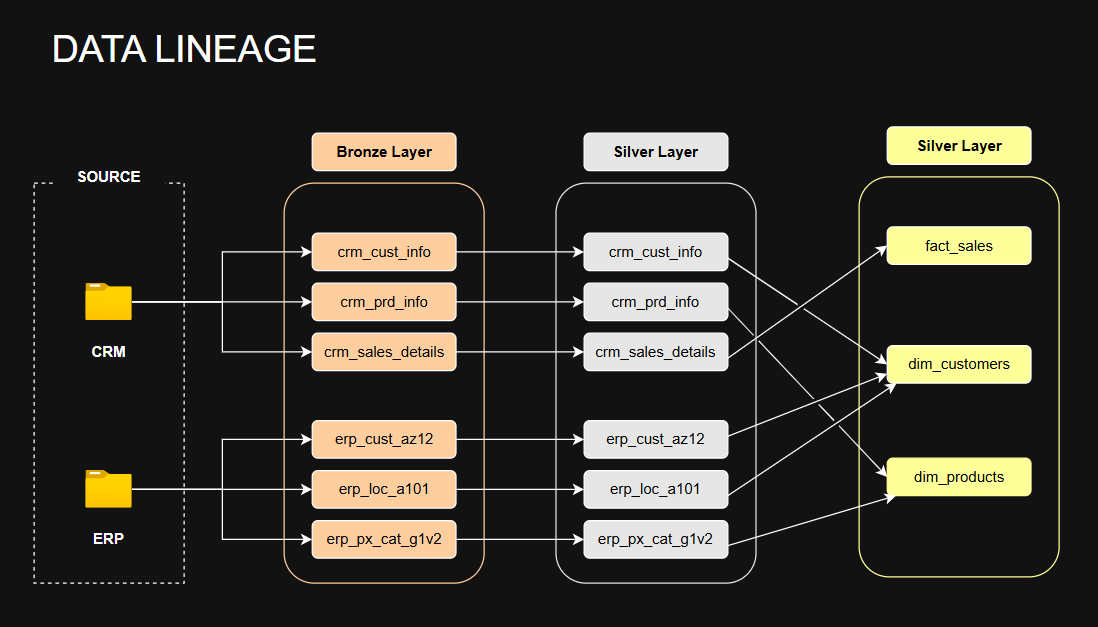 DATA LINEAGE
SOURCE
CRM
ERP
Bronze Layer
crm_cust_info
crm_prd_info
crm_sales_details
erp_cust_az12
erp_loc_a101
erp_px_cat_g1v2
Silver Layer
crm_cust_info
crm_prd_info
crm_sales_details
erp_cust_az12
erp_loc_a101
erp_px_cat_g1v2
Silver Layer
fact_sales
dim_customers
dim_products